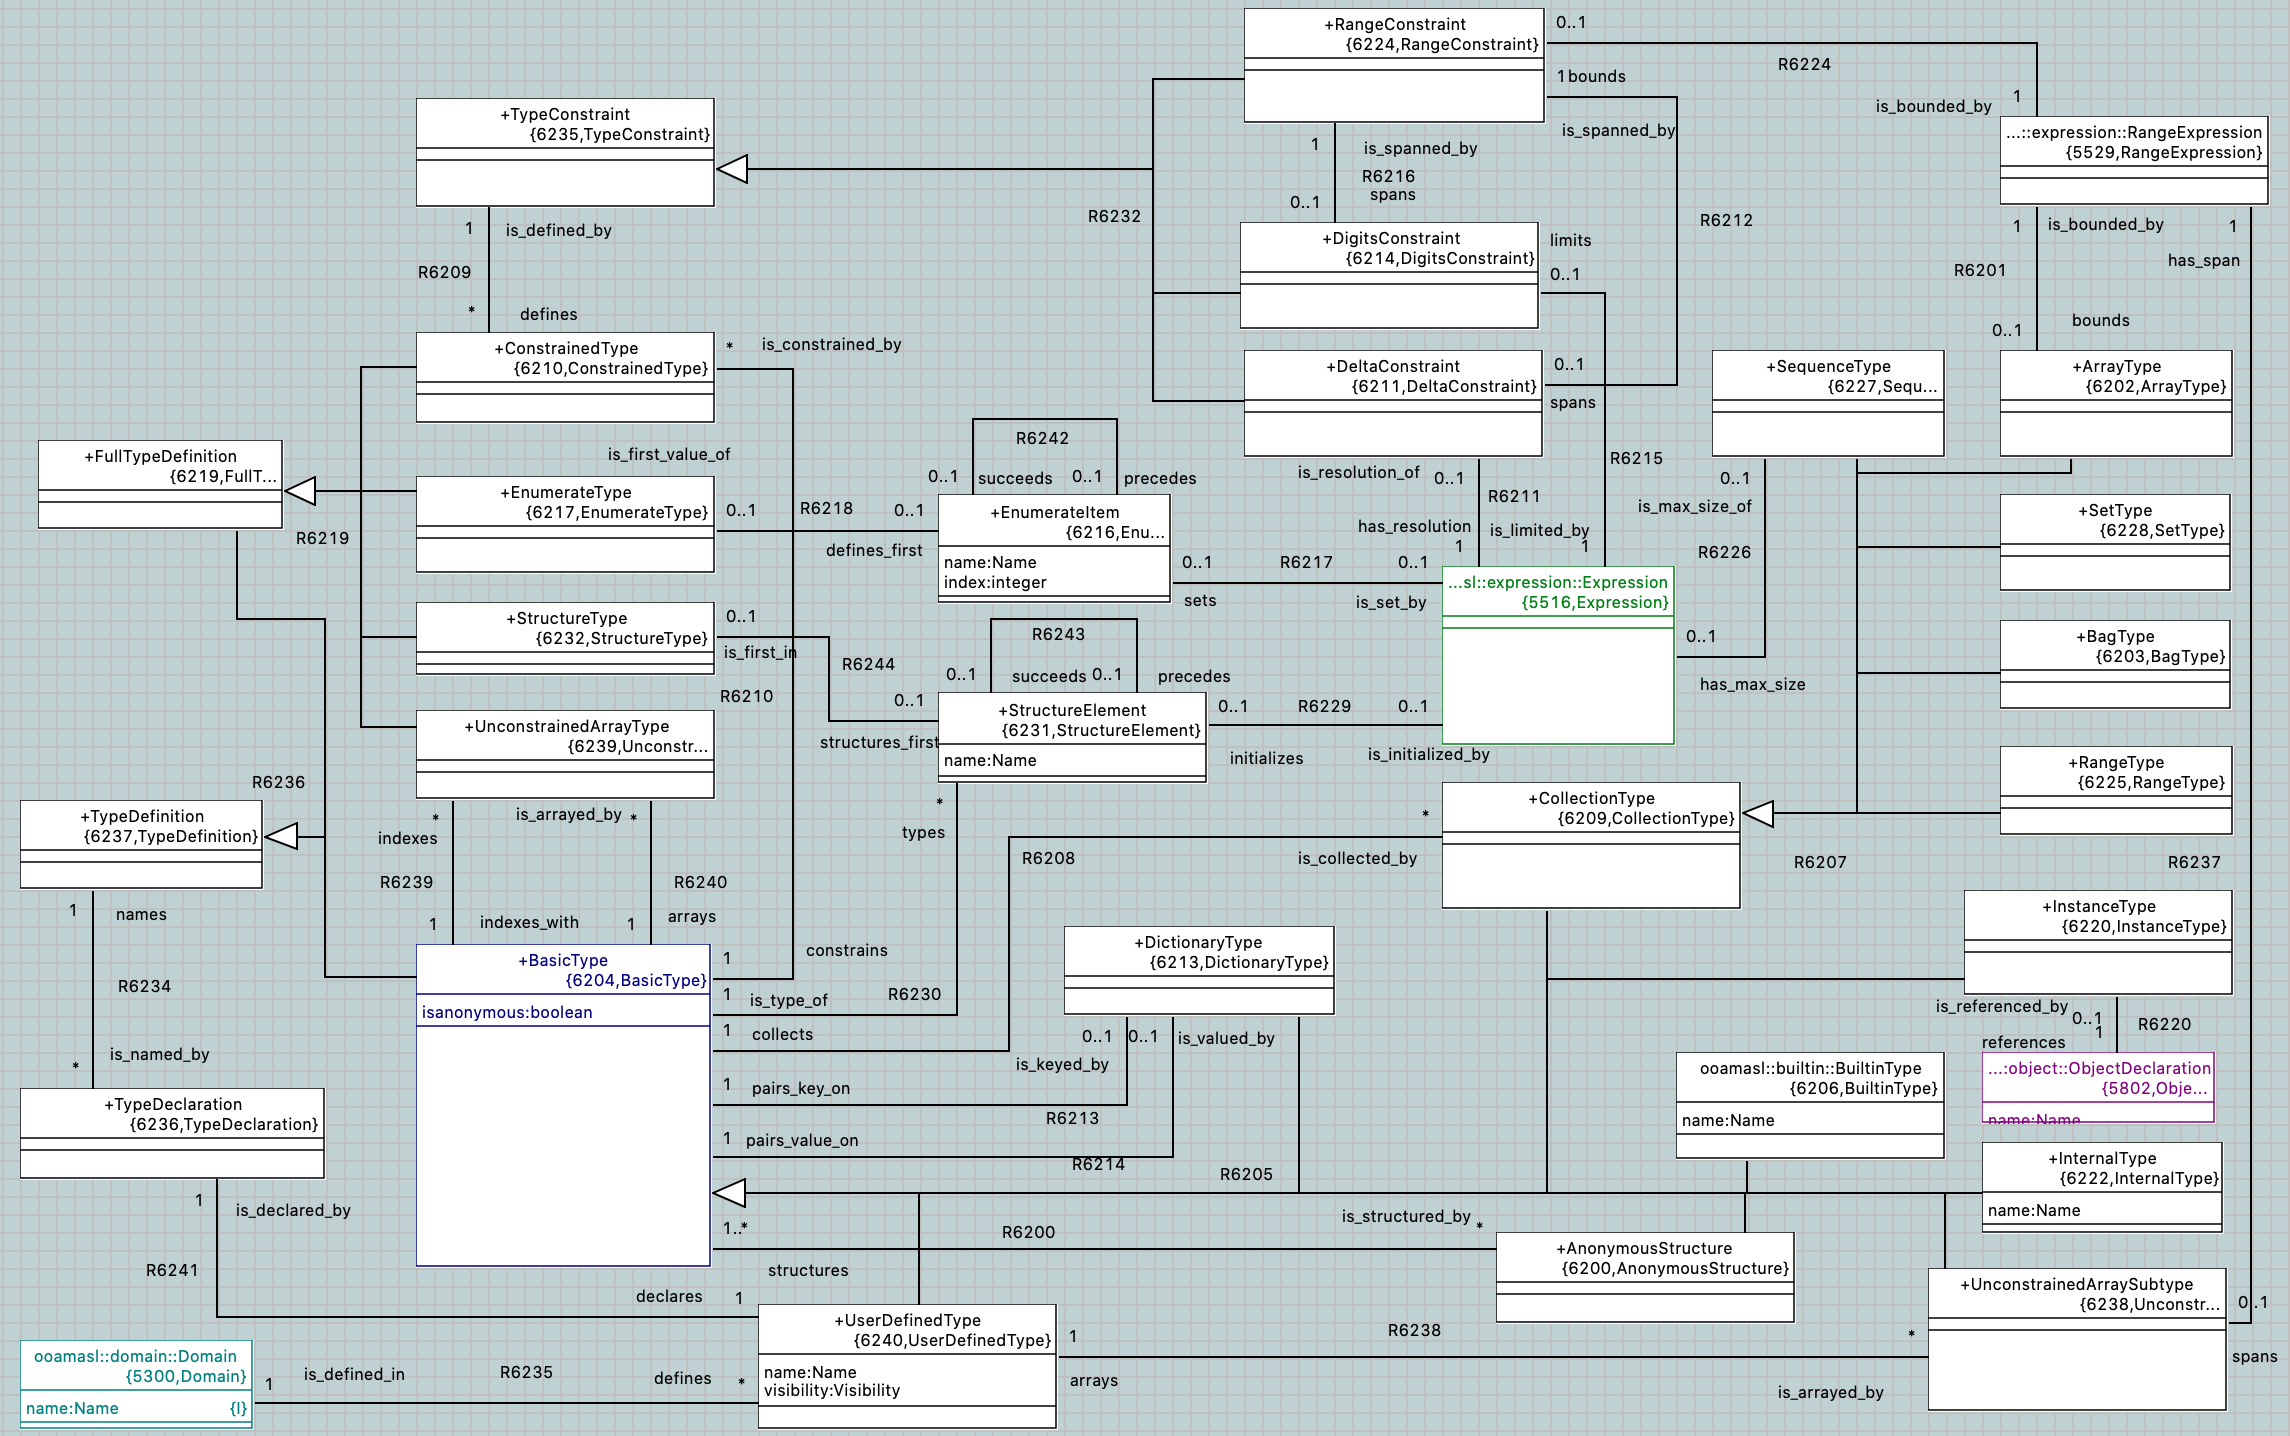 +RangeConstraint
{6224,RangeConstraint}
0..1
R6224
1
bounds
is_bounded_by
1
is_spanned_by
...::expression::RangeExpression
{5529,RangeExpression}
+TypeConstraint
{6235,TypeConstraint}
1
is_spanned_by
R6216
spans
0..1
R6232
R6212
1
is_bounded_by
1
has_span
R6201
bounds
0..1
1
is_defined_by
R6209
*
defines
+DigitsConstraint
{6214,DigitsConstraint}
limits
0..1
+ConstrainedType
{6210,ConstrainedType}
*
is_constrained_by
+DeltaConstraint
{6211,DeltaConstraint}
0..1
spans
+SequenceType
{6227,Sequ...
+ArrayType
{6202,ArrayType}
+FullTypeDefinition
{6219,FullT...
is_first_value_of
R6242
0..1
succeeds
0..1
precedes
is_resolution_of
0..1
R6215
0..1
is_max_size_of
R6211
has_resolution
is_limited_by
1
1
R6226
R6219
+EnumerateType
{6217,EnumerateType}
0..1
R6218
0..1
defines_first
+EnumerateItem
{6216,Enu...
name:Name
index:integer
0..1
R6217
0..1
sets
is_set_by
...sl::expression::Expression
{5516,Expression}
+SetType
{6228,SetType}
+StructureType
{6232,StructureType}
0..1
is_first_in
R6244
R6243
0..1
succeeds
0..1
precedes
0..1
has_max_size
+BagType
{6203,BagType}
R6210
0..1
structures_first
+StructureElement
{6231,StructureElement}
name:Name
0..1
R6229
0..1
initializes
is_initialized_by
+UnconstrainedArrayType
{6239,Unconstr...
+RangeType
{6225,RangeType}
R6236
+TypeDefinition
{6237,TypeDefinition}
*
indexes
is_arrayed_by
*
*
types
*
+CollectionType
{6209,CollectionType}
R6208
is_collected_by
R6207
R6237
R6239
R6240
1
indexes_with
1
arrays
1
names
+InstanceType
{6220,InstanceType}
+BasicType
{6204,BasicType}
isanonymous:boolean
1
constrains
1
is_type_of
R6230
1
collects
1
pairs_key_on
1
pairs_value_on
+DictionaryType
{6213,DictionaryType}
0..1
0..1
is_valued_by
is_keyed_by
R6213
R6214
R6205
R6234
is_named_by
*
is_referenced_by
0..1
1
R6220
references
...:object::ObjectDeclaration
{5802,Obje...
name:Name
ooamasl::builtin::BuiltinType
{6206,BuiltinType}
name:Name
+TypeDeclaration
{6236,TypeDeclaration}
+InternalType
{6222,InternalType}
name:Name
1
is_declared_by
R6241
1..*
R6200
is_structured_by
*
structures
+AnonymousStructure
{6200,AnonymousStructure}
declares
1
+UserDefinedType
{6240,UserDefinedType}
name:Name
visibility:Visibility
1
R6238
*
arrays
is_arrayed_by
+UnconstrainedArraySubtype
{6238,Unconstr...
0..1
spans
ooamasl::domain::Domain
{5300,Domain}
name:Name {I}
1
is_defined_in
R6235
defines
*